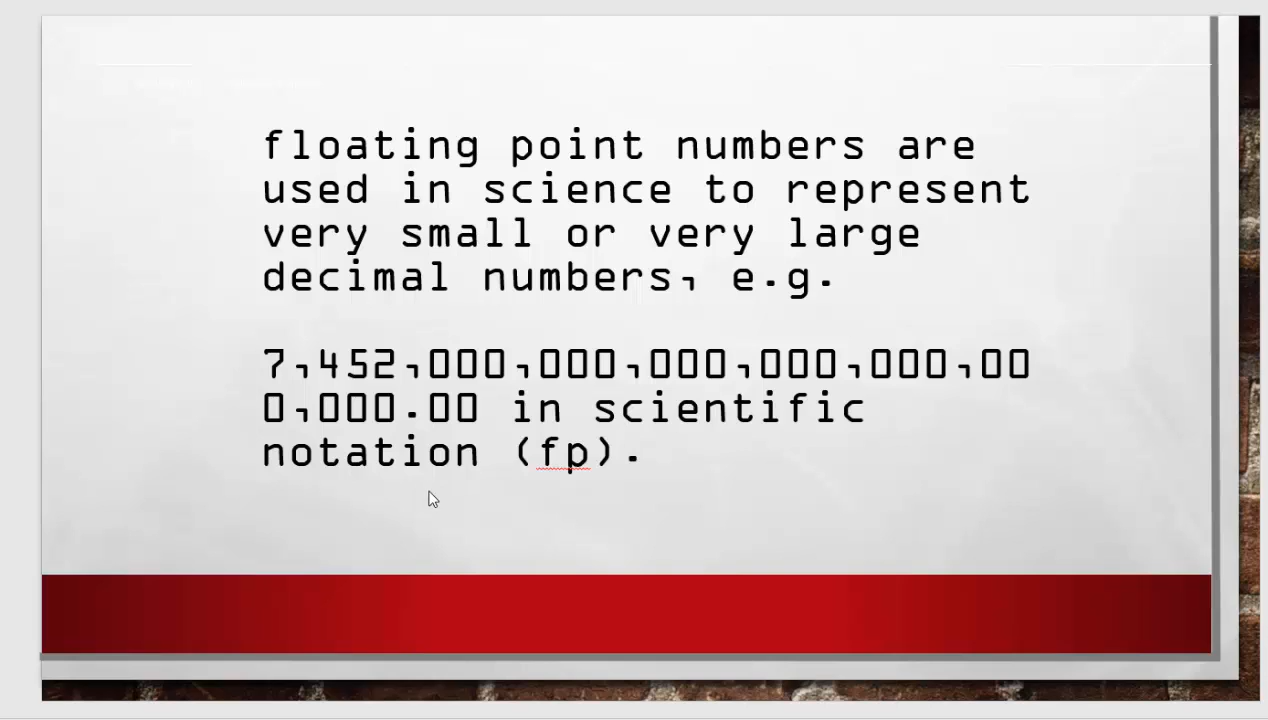 floating point numbers are
used in science to represent
very small or very large
decimal numbers, e.g.
7,452,000,000,000,000,000,00
0,000.00 in scientific
notation (fp).